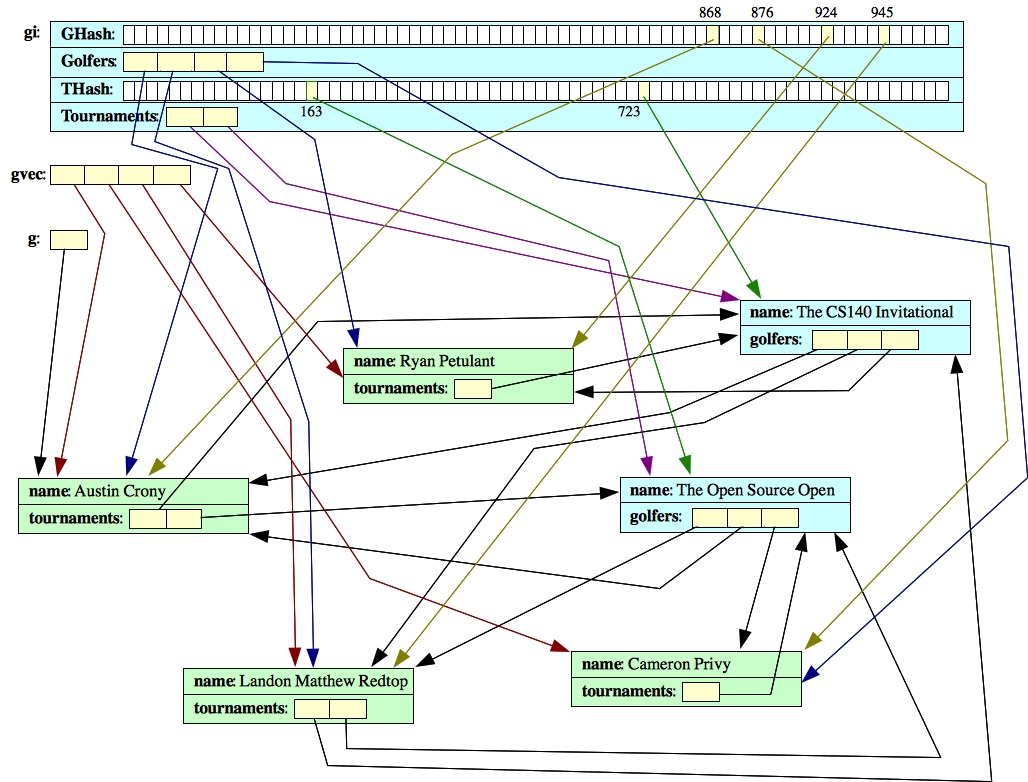 868 876 924 945
gi: GHash:
Golfers:
THash:
163 723
Tournaments:
gvec:
g:
name: The CS140 Invitational
golfers:
name: Ryan Petulant
tournaments:
name: Austin Crony
tournaments:
name: The Open Source Open
golfers:
name: Landon Matthew Redtop
tournaments:
name: Cameron Privy
tournaments: